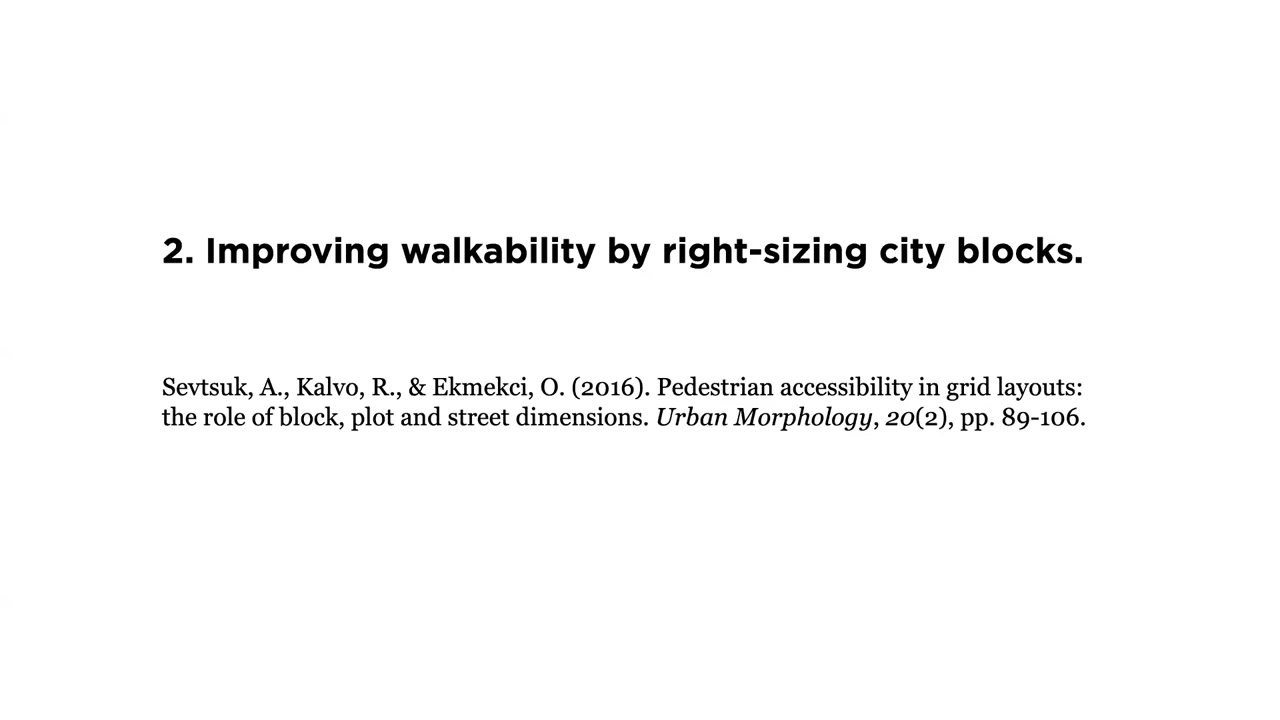 2. Improving walkability by right-sizing city blocks.
Sevtsuk, A., Kalvo, R., & Ekmekci, O. (2016). Pedestrian accessibility in grid layouts:
the role of block, plot and street dimensions. Urban Morphology, 20(2), pp. 89-106.